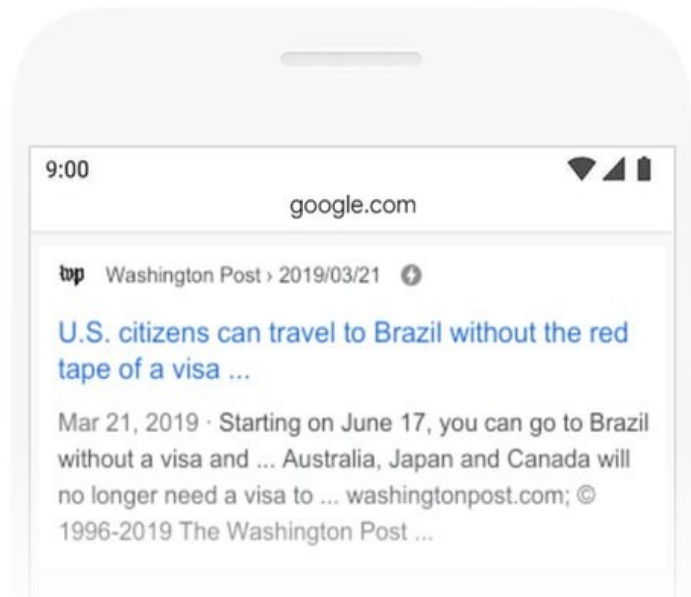 9:00
google.com
wp Washington Post › 2019/03/21
U.S. citizens can travel to Brazil without the red
tape of a visa ...
Mar 21, 2019 · Starting on June 17, you can go to Brazil
without a visa and ... Australia, Japan and Canada will
no longer need a visa to ... washingtonpost.com; ©
1996-2019 The Washington Post ...